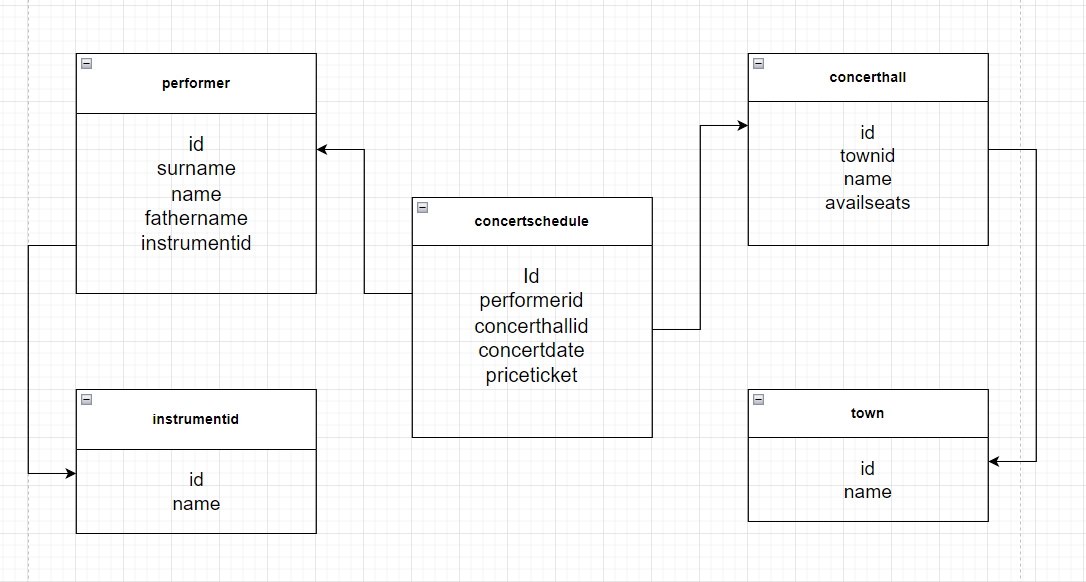 performer
id
surname
name
fathername
instrumentid
instrumentid
id
name
concertschedule
Id
performerid
concerthallid
concertdate
priceticket
concerthall
id
townid
name
availseats
town
id
name